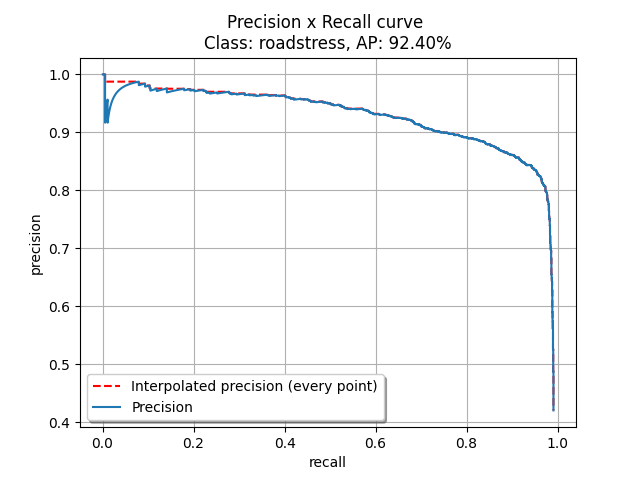 Precision x Recall curve
Class: roadstress, AP: 92.40%
precision
1.0
0.9
0.8
0.7
0.6
0.5
0.4
Interpolated precision (every point)
Precision
0.0 0.2 0.4 0.6 0.8 1.0
recall